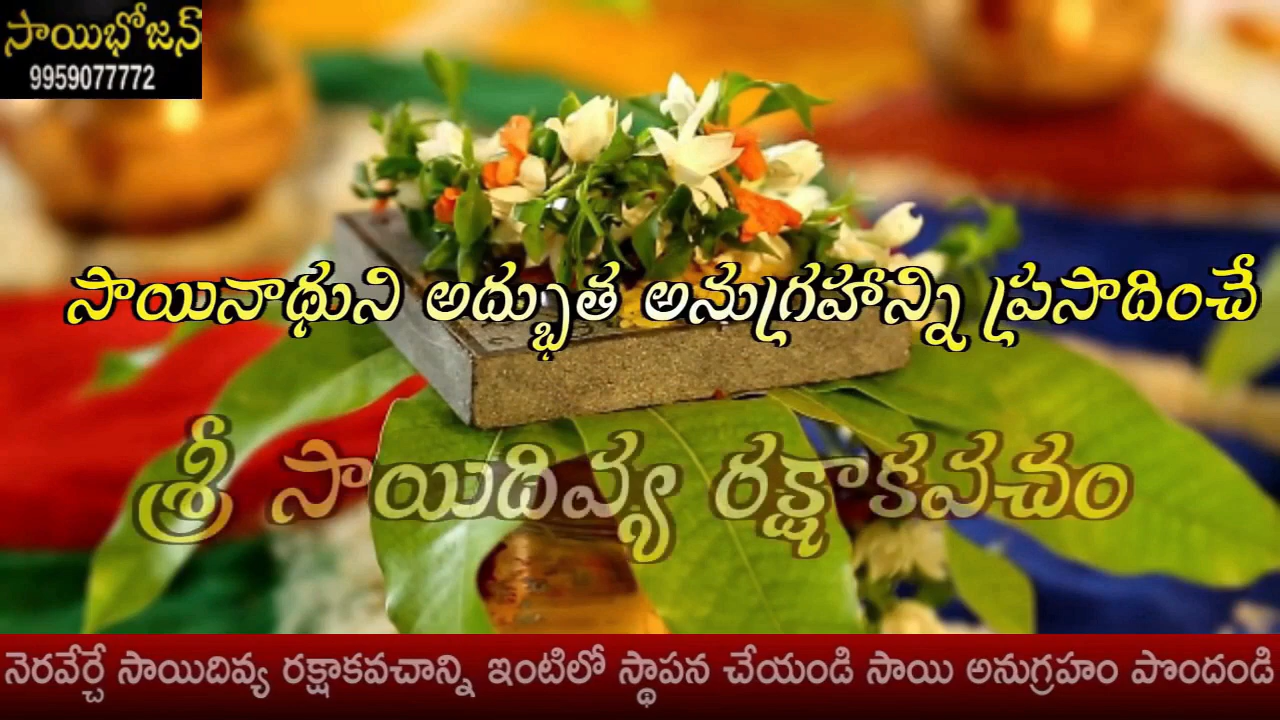 సాయిభోజన్
9959077772
సాయినాథుని అద్భుత అనుగ్రహాన్ని ప్రసాదించే
శ్రీ సాయిదివ్య రక్షాకవచం
నెరవేర్చే సాయిదివ్య రక్షాకవచాన్ని ఇంటిలో స్థాపన చేయండి సాయి అనుగ్రహం పొందండి